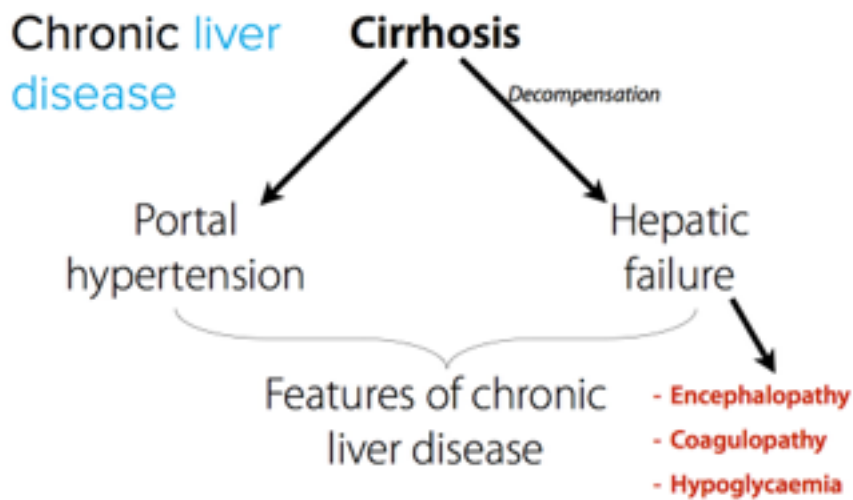 Chronic liver
disease
Cirrhosis
Decompensation
Portal
hypertension
Hepatic
failure
Features of chronic
liver disease
- Encephalopathy
- Coagulopathy
- Hypoglycaemia